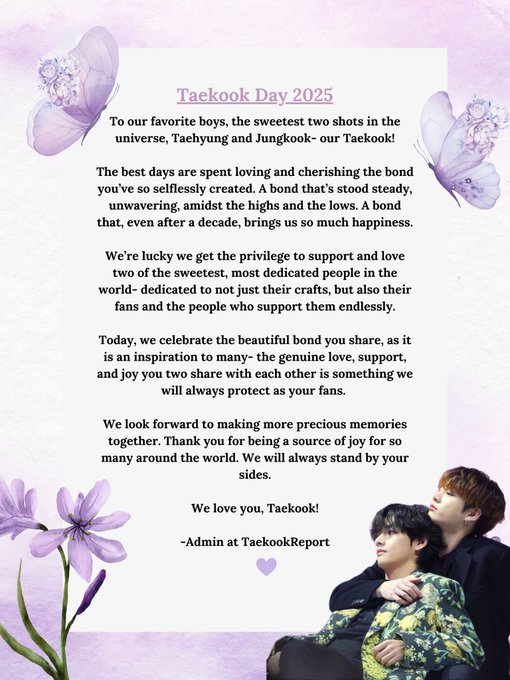 Taekook Day 2025
To our favorite boys, the sweetest two shots in the
universe, Taehyung and Jungkook- our Taekook!
The best days are spent loving and cherishing the bond
you've so selflessly created. A bond that's stood steady,
unwavering, amidst the highs and the lows. A bond
that, even after a decade, brings us so much happiness.
We're lucky we get the privilege to support and love
two of the sweetest, most dedicated people in the
world- dedicated to not just their crafts, but also their
fans and the people who support them endlessly.
Today, we celebrate the beautiful bond you share, as it
is an inspiration to many- the genuine love, support,
and joy you two share with each other is something we
will always protect as your fans.
We look forward to making more precious memories
together. Thank you for being a source of joy for so
many around the world. We will always stand by your
sides.
We love you, Taekook!
-Admin at TaekookReport